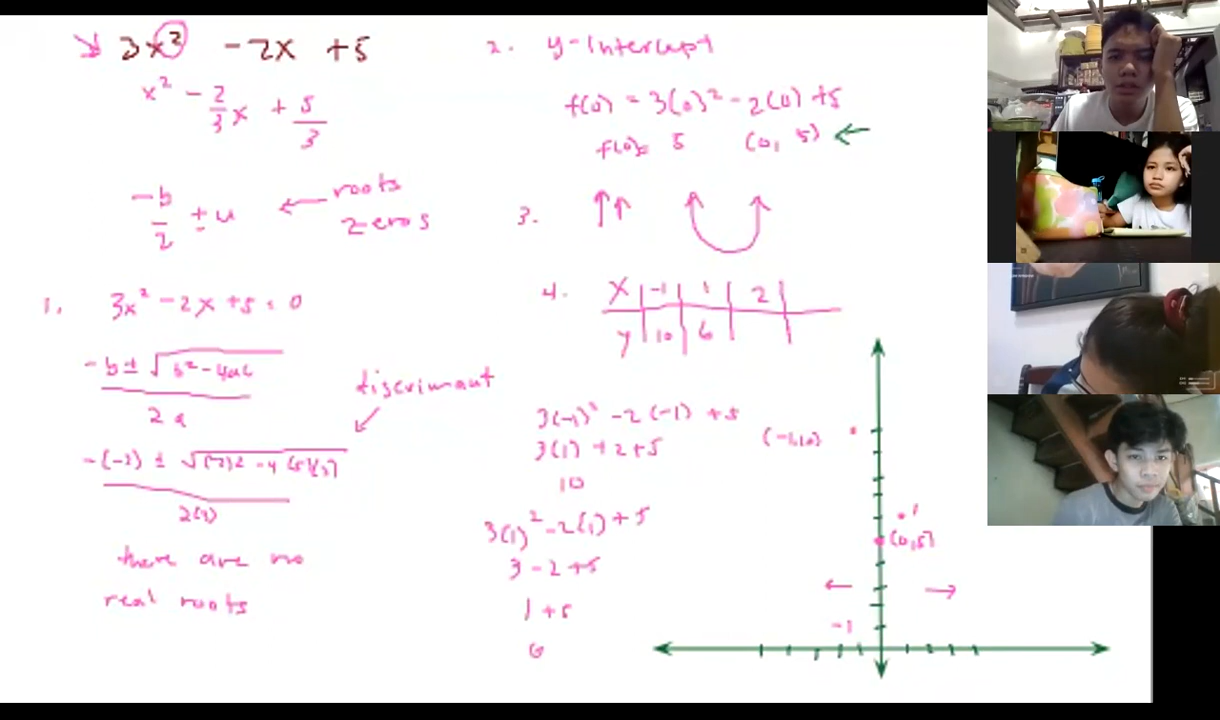 3x² - 2x + 5
x² - 2/3 x + 5/3
-b/2 ± u ← roots
zeros
1. 3x² - 2x + 5 = 0
-b ± √b² - 4ac
2a
discriminant
-(-2) ± √(-2)2 - 4(5)(3)
2(3)
there are no
real roots
2. y-Intercept
f(0) = 3(0)² - 2(0) + 5
f(0) = 5 (0, 5) ←
3. ↑↑
4. X | -1 | 1 | 2 |
y | 10 | 6 |
3(-1)² - 2(-1) + 5
3(1) + 2 + 5
10
3(1)² - 2(1) + 5
3 - 2 + 5
1 + 5
6
(-1,10)
(0,5)
-1